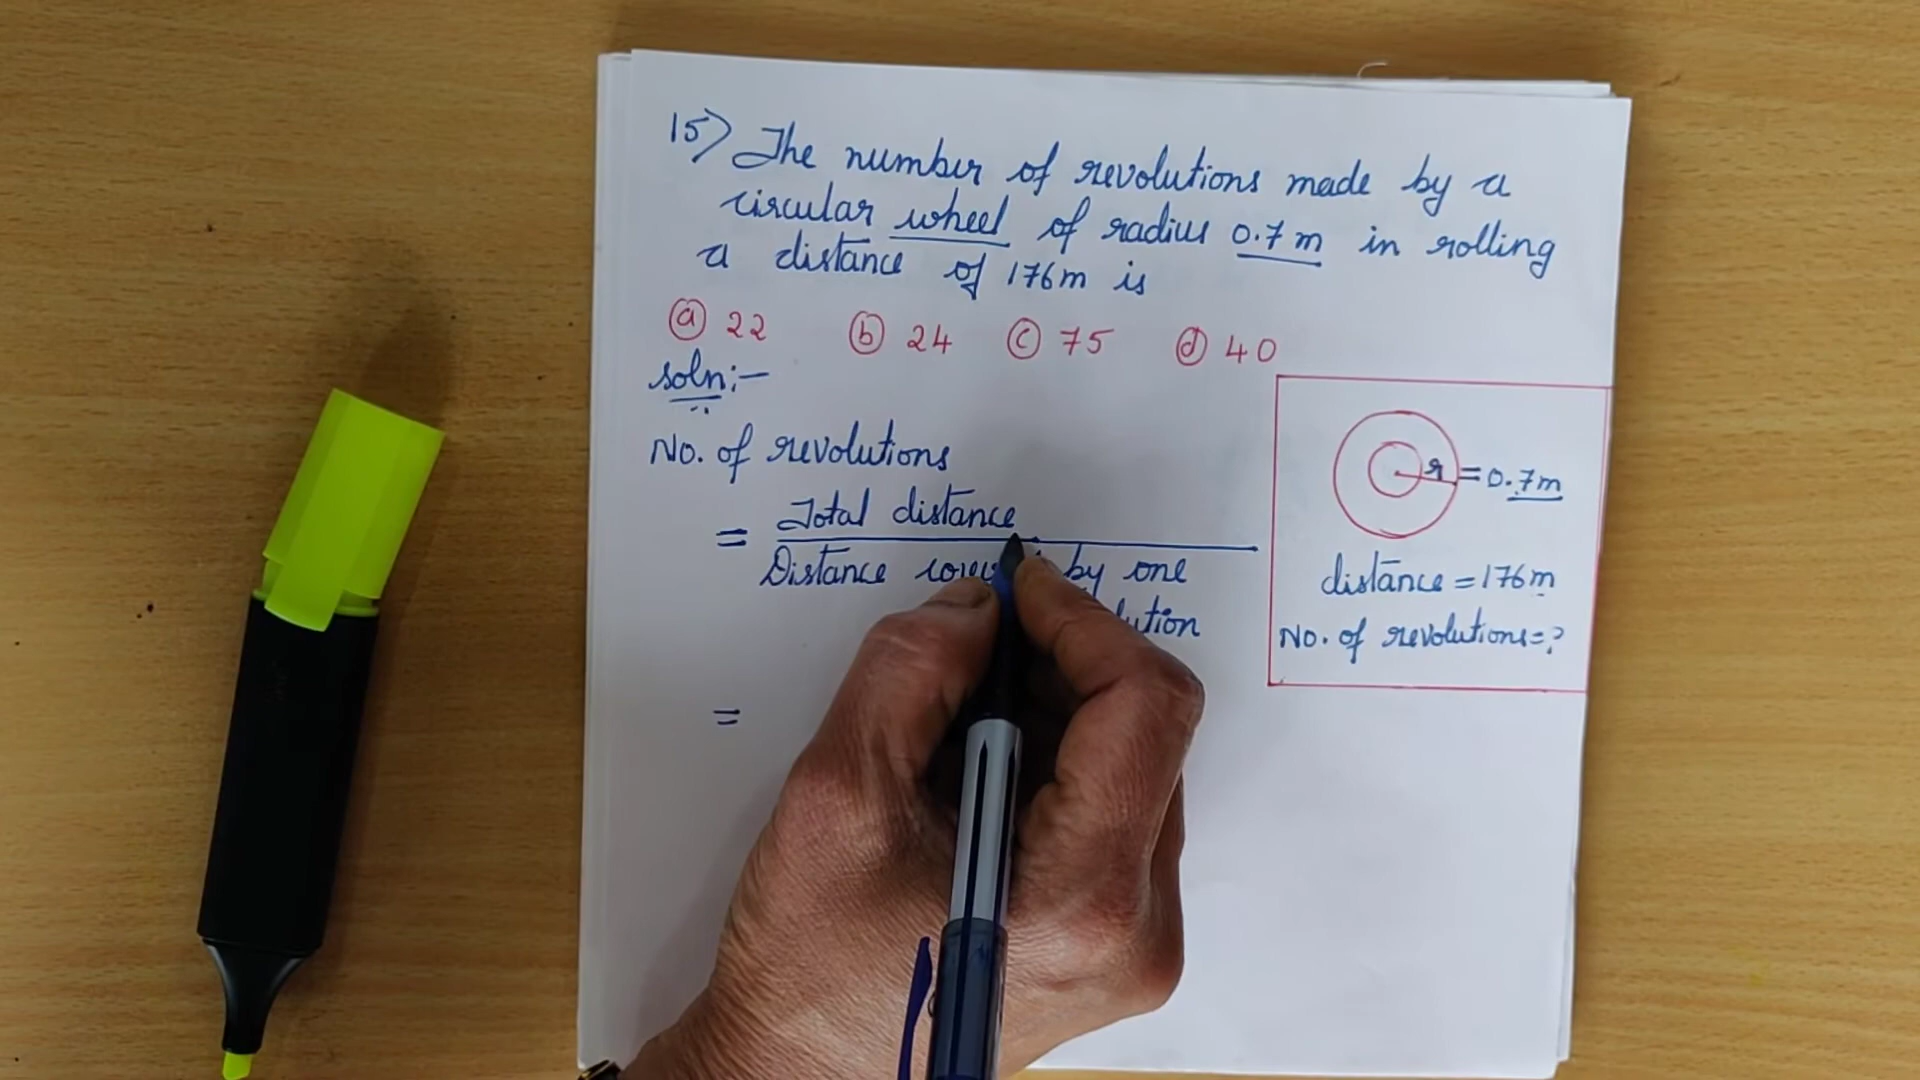 15) The number of revolutions made by a
circular wheel of radius 0.7 m in rolling
a distance of 176m is
ⓐ 22 ⓑ 24 ⓒ 75 ⓓ 40
soln:-
No. of revolutions
= Total distance
Distance by one
=
r = 0.7m
distance = 176m
No. of revolutions=?